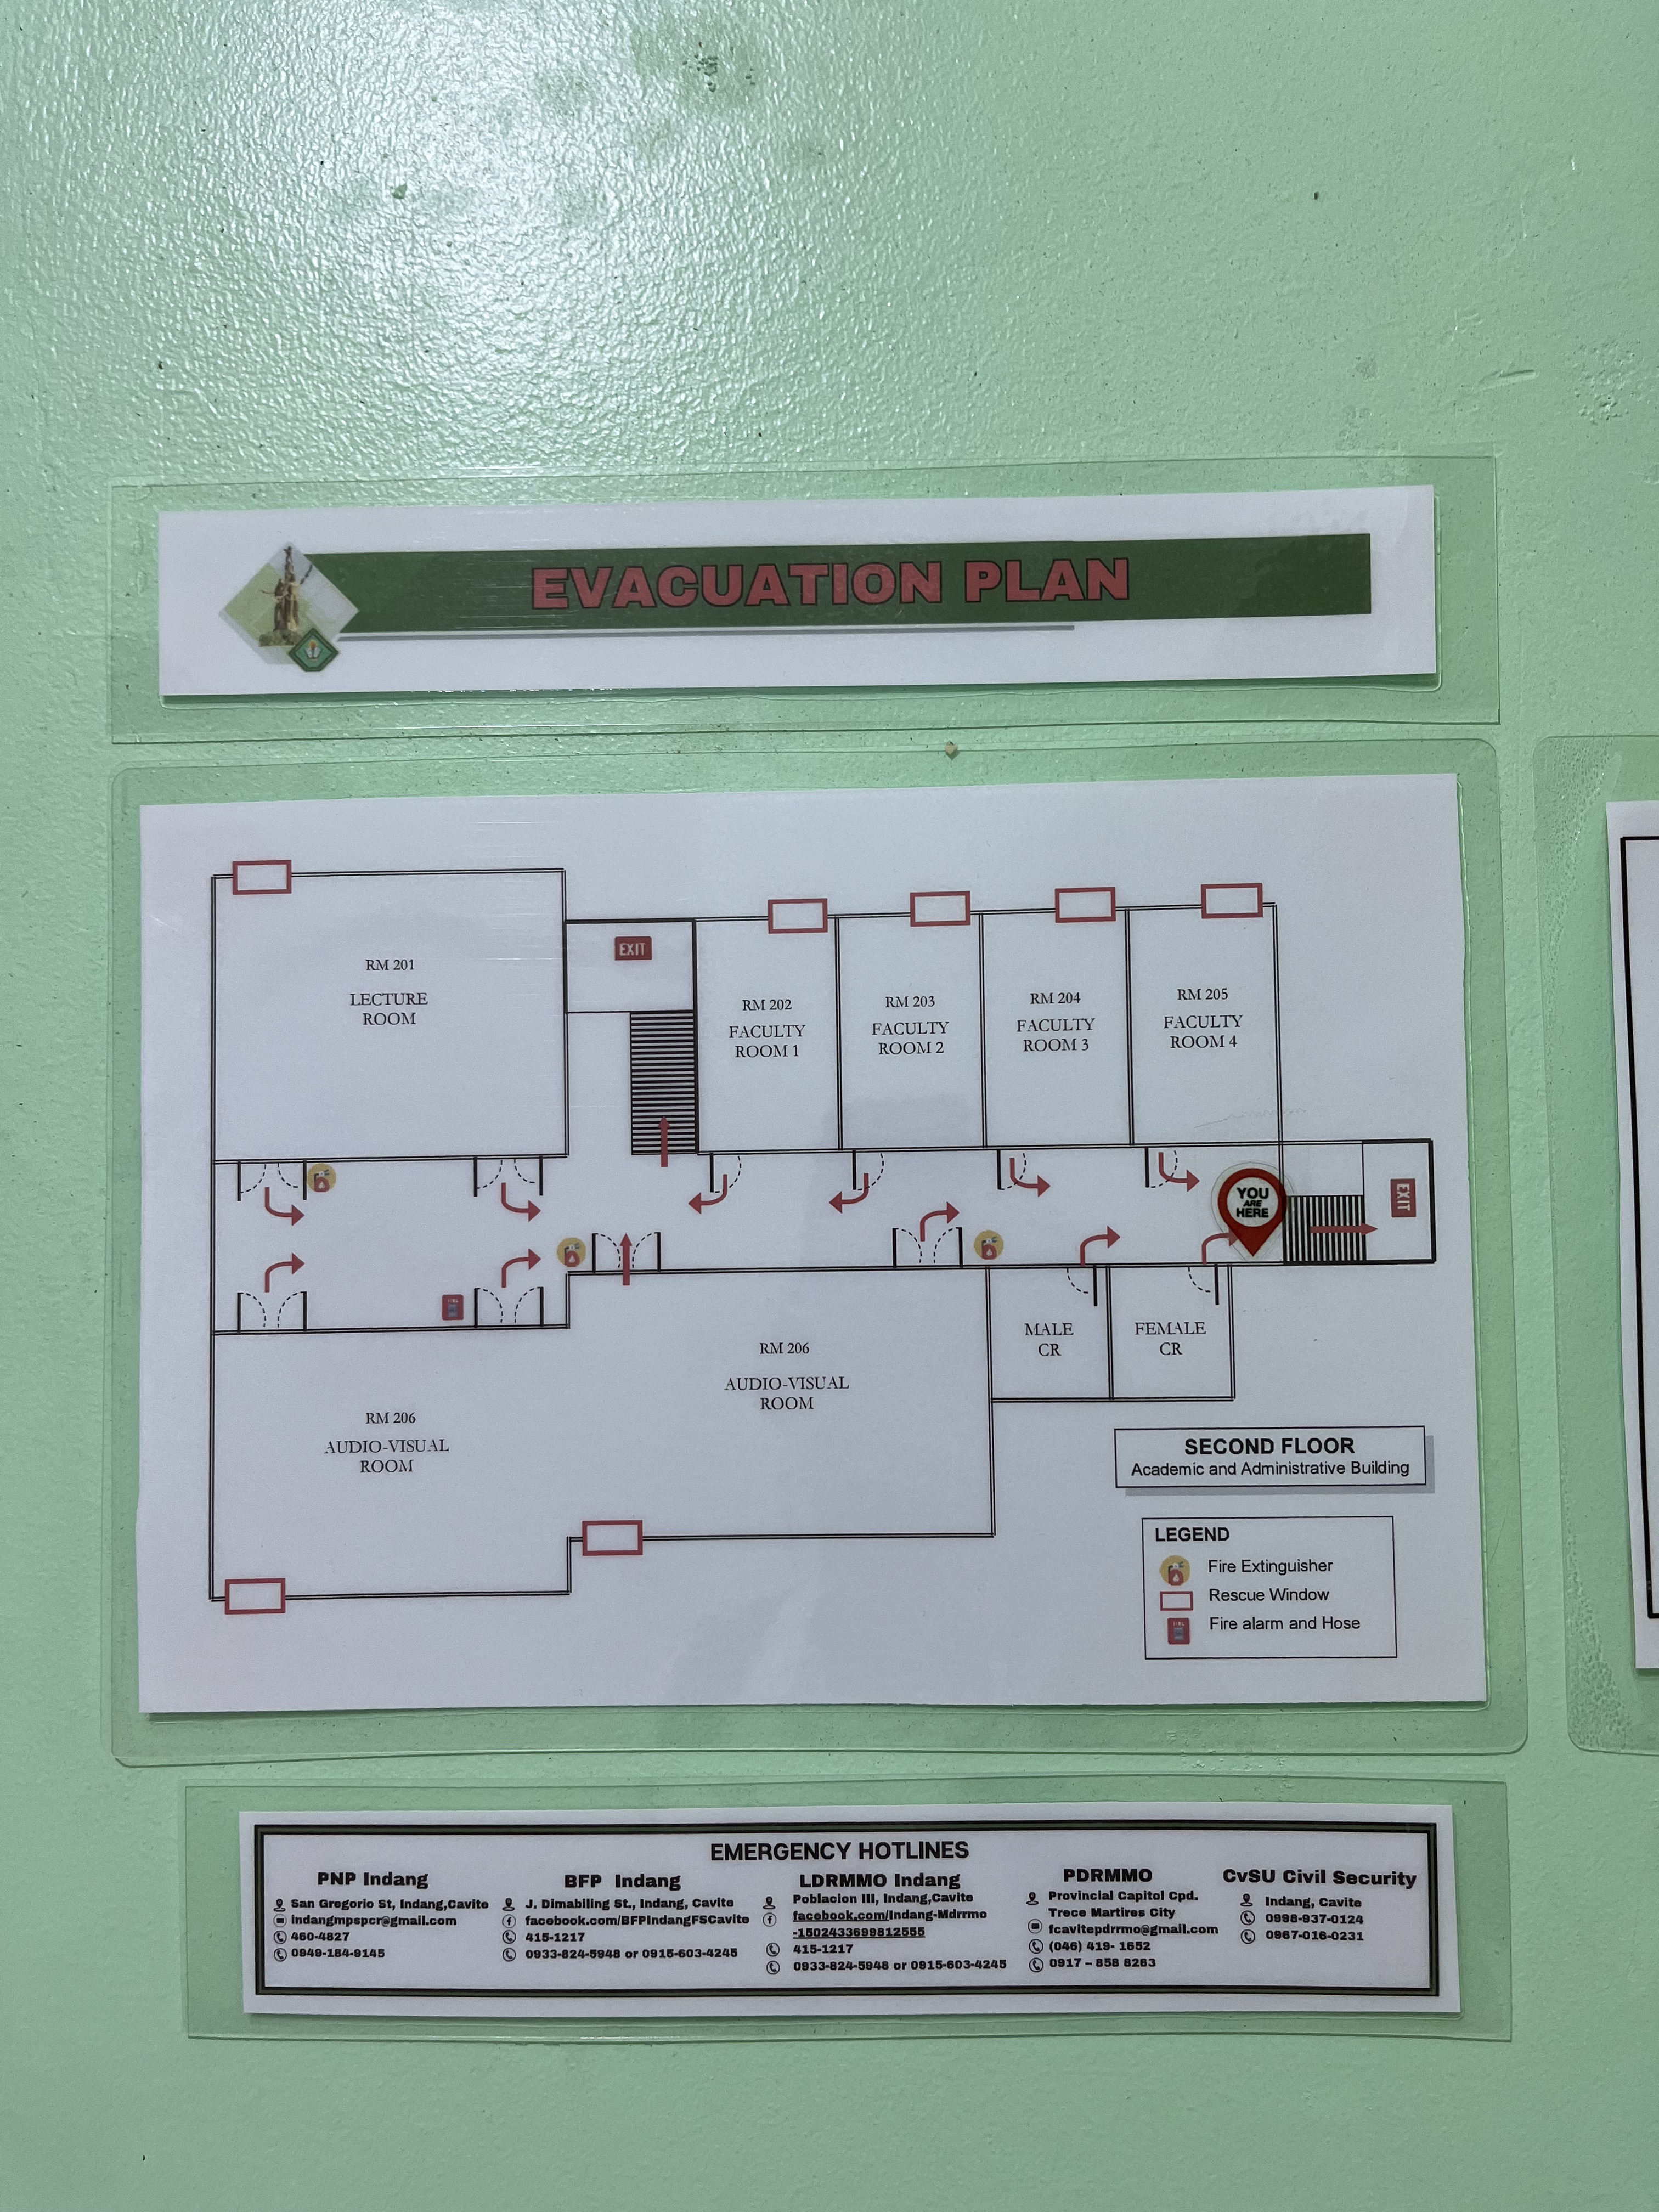 EVACUATION PLAN
EXIT
RM 201
LECTURE
ROOM
RM 202
FACULTY
ROOM 1
RM 203
FACULTY
ROOM 2
RM 204
FACULTY
ROOM 3
RM 205
FACULTY
ROOM 4
YOU
ARE
HERE
EXIT
MALE
CR
FEMALE
CR
RM 206
AUDIO-VISUAL
ROOM
RM 206
AUDIO-VISUAL
ROOM
SECOND FLOOR
Academic and Administrative Building
LEGEND
Fire Extinguisher
Rescue Window
Fire alarm and Hose
EMERGENCY HOTLINES
PNP Indang
San Gregorio St, Indang,Cavite
indangmpspcr@gmail.com
460-4827
0949-184-9145
BFP Indang
J. Dimabiling St., Indang, Cavite
facebook.com/BFPIndangFSCavite
415-1217
0933-824-5948 or 0915-603-4245
LDRMMO Indang
Poblacion III, Indang,Cavite
facebook.com/Indang-Mdrrmo
-1502433699812555
415-1217
0933-824-5948 or 0915-603-4245
PDRMMO
Provincial Capitol Cpd.
Trece Martires City
fcavitepdrrmo@gmail.com
(046) 419- 1652
0917 – 858 8263
CvSU Civil Security
Indang, Cavite
0998-937-0124
0967-016-0231